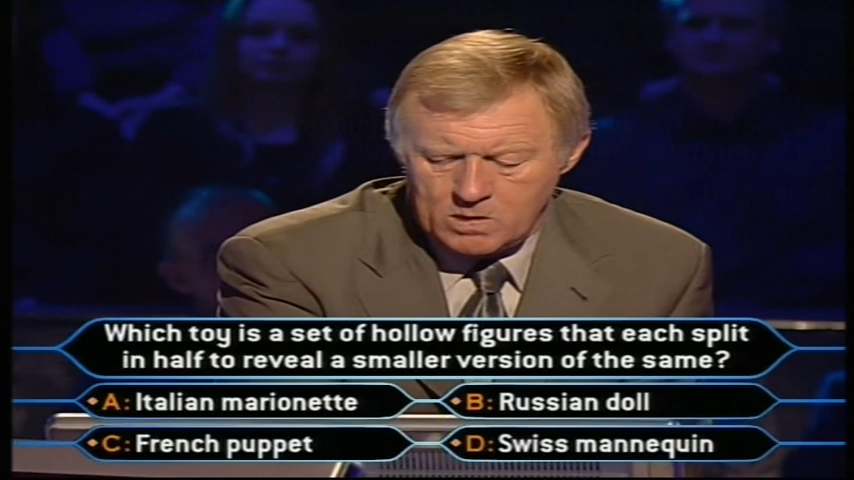 Which toy is a set of hollow figures that each split
in half to reveal a smaller version of the same?
A: Italian marionette
B: Russian doll
C: French puppet
D: Swiss mannequin